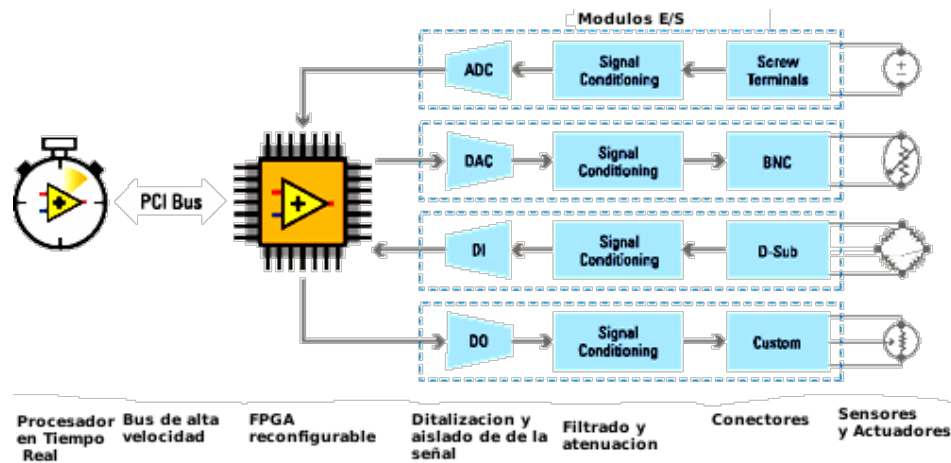 Modulos E/S
ADC
Signal
Conditioning
Screw
Terminals
PCI Bus
DAC
Signal
Conditioning
BNC
DI
Signal
Conditioning
D-Sub
DO
Signal
Conditioning
Custom
Procesador
en Tiempo
Real
Bus de alta
velocidad
FPGA
reconfigurable
Ditalizacion y
aislado de de la
señal
Filtrado y
atenuacion
Conectores
Sensores
y Actuadores